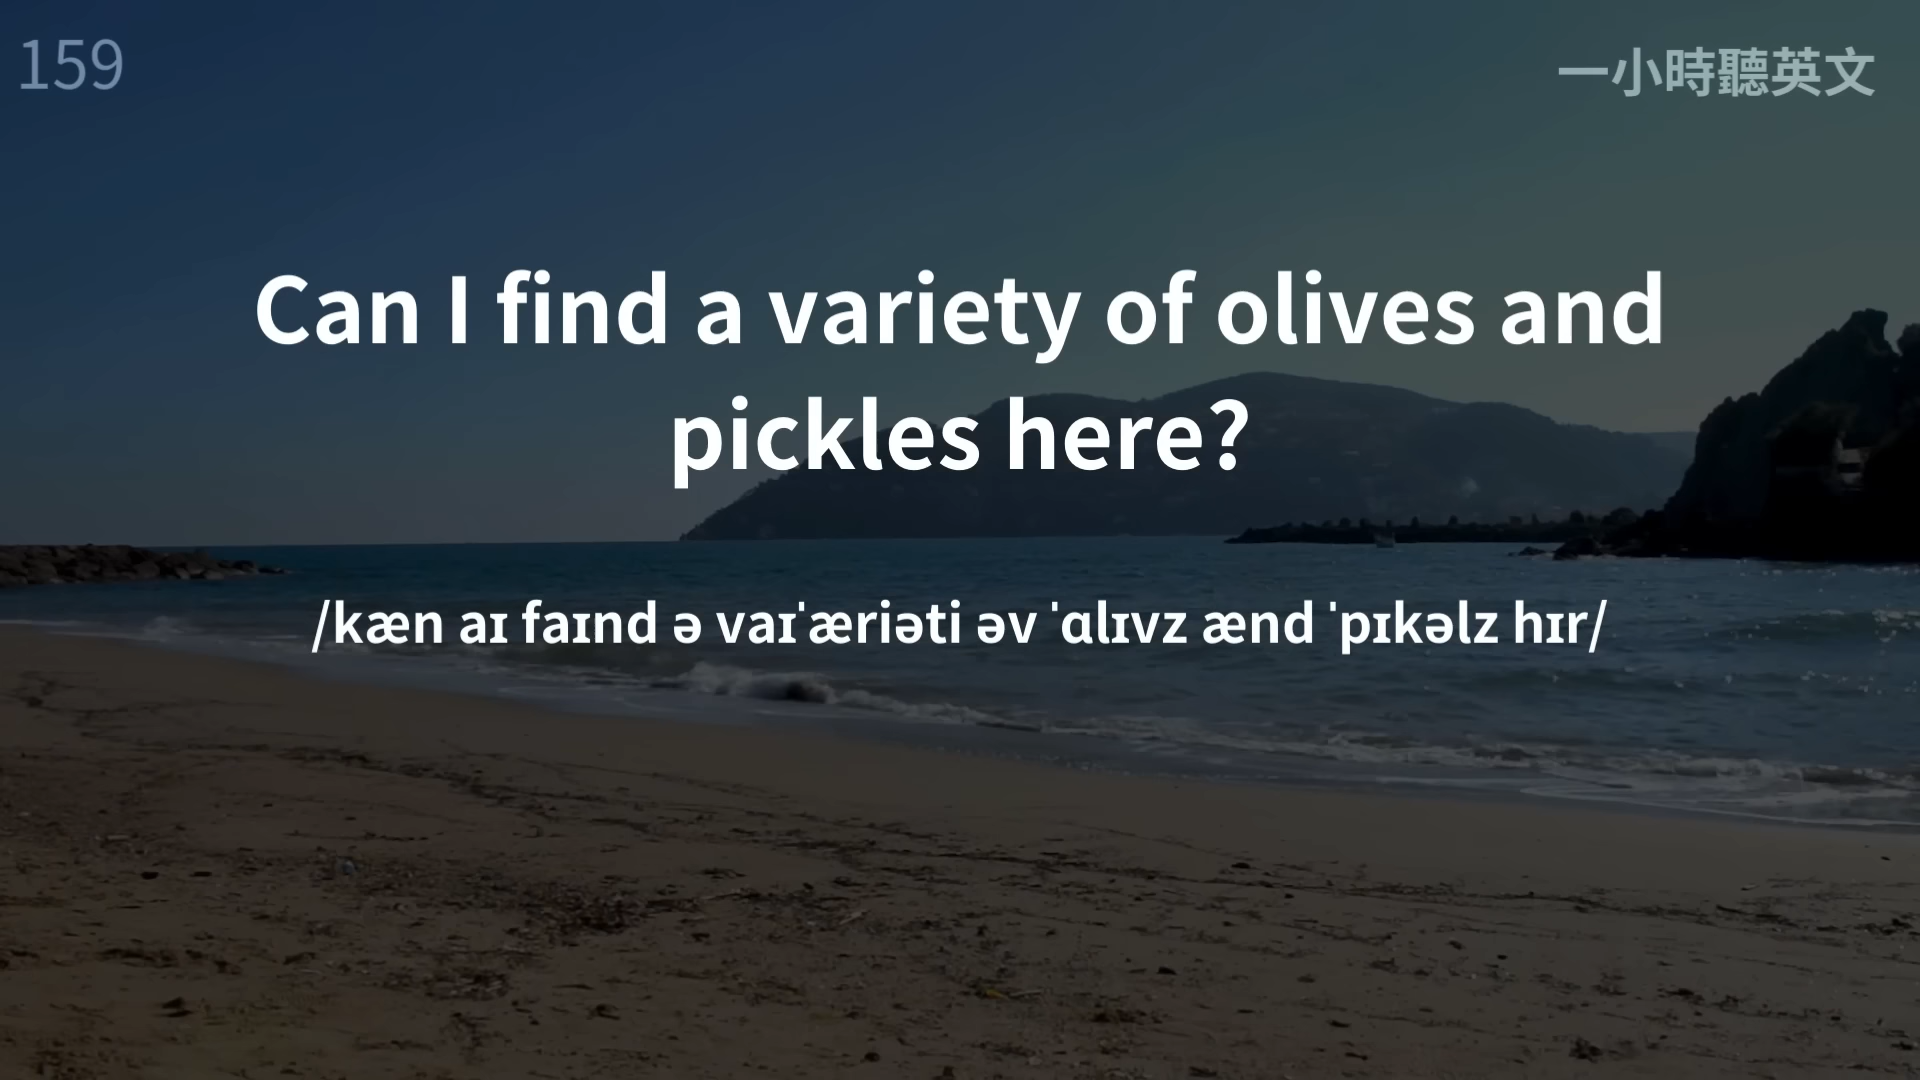 159
一小時聽英文
Can I find a variety of olives and
pickles here?
/kæn aɪ faɪnd ə vaɪˈæriəti əv ˈɑlɪvz ænd ˈpɪkəlz hɪr/